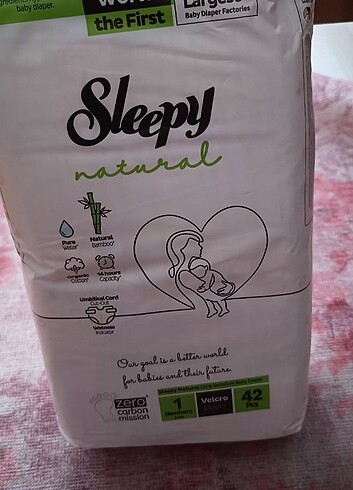 baby diaper.
the First
Largest
Baby Diaper Factories
Sleepy
natural
Pure
Water
Natural
Bamboo
Organic
Cotton
14 hours
Capacity
Umbilical Cord
Cut-Out
Wetness
Indicator
Our goal is a better world
for babies and their future.
zero
carbon
mission
1
Newborn
Velcro
42
Pcs